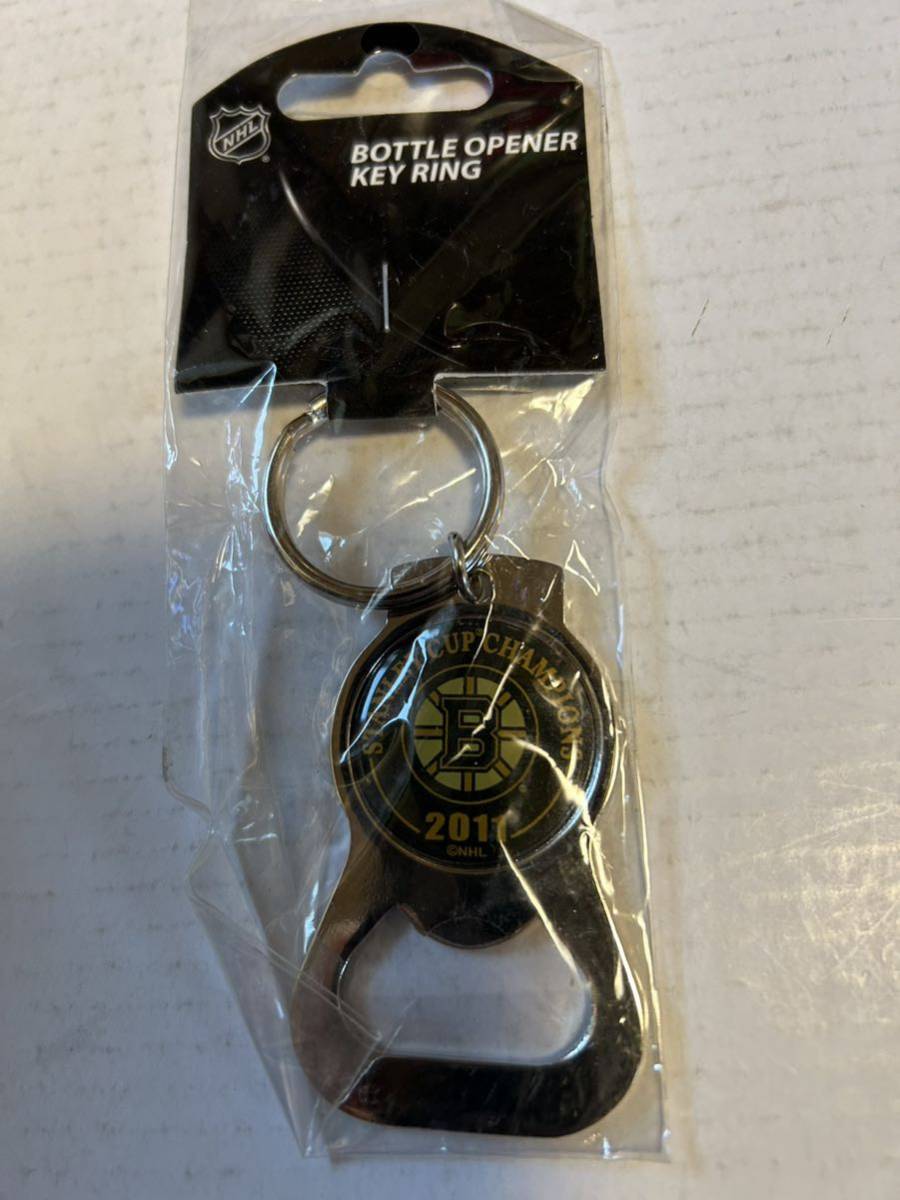 NHL
BOTTLE OPENER
KEY RING
STANLEY CUP CHAMPIONS
B
2011
©NHL